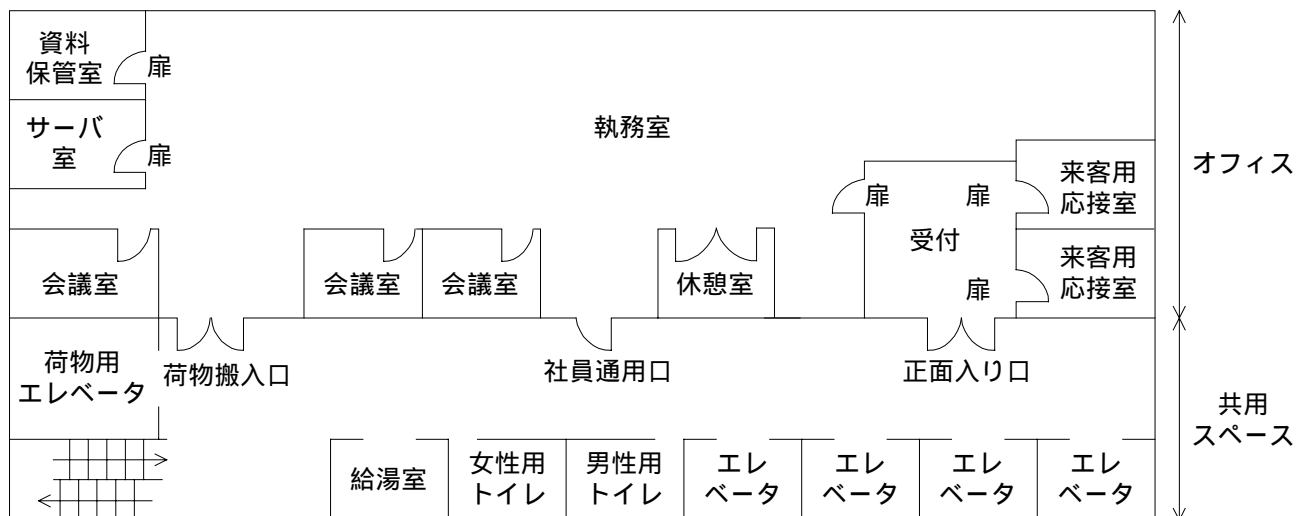 資料
保管室
扉
サーバ
室
扉
執務室
扉
扉
来客用
応接室
オフィス
受付
会議室
会議室
会議室
休憩室
扉
来客用
応接室
荷物用
エレベータ
荷物搬入口
社員通用口
正面入り口
共用
スペース
給湯室
女性用
トイレ
男性用
トイレ
エレ
ベータ
エレ
ベータ
エレ
ベータ
エレ
ベータ